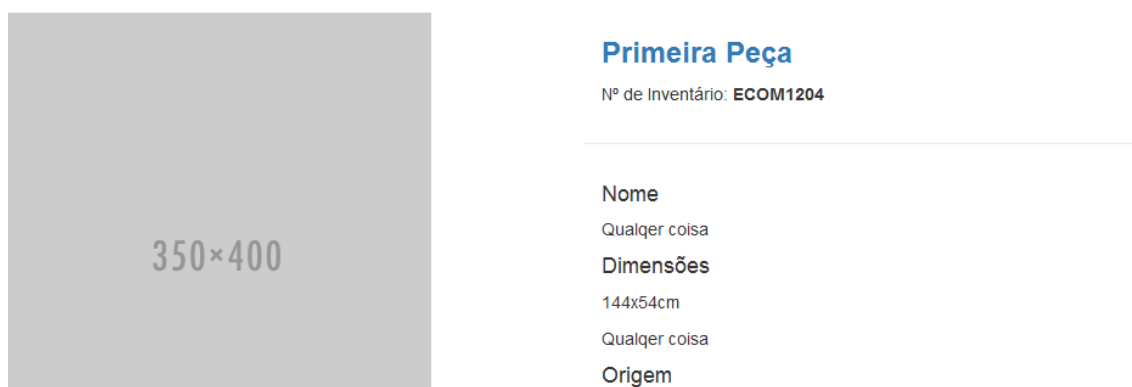 350×400
Primeira Peça
Nº de Inventário: ECOM1204
Nome
Qualqer coisa
Dimensões
144x54cm
Qualqer coisa
Origem